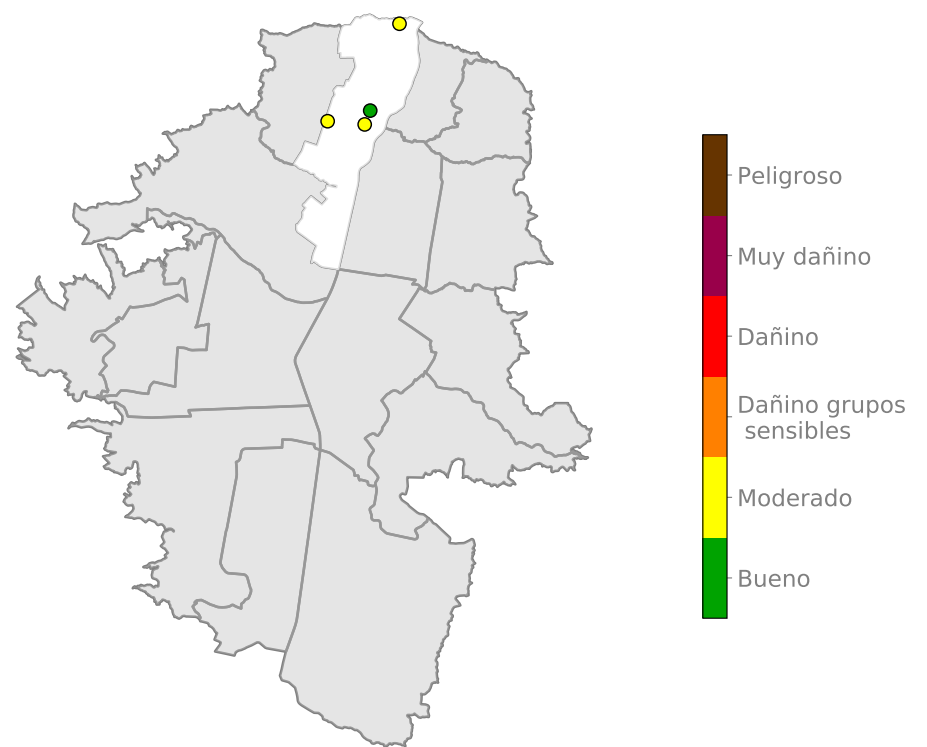 Peligroso
Muy dañino
Dañino
Dañino grupos
sensibles
Moderado
Bueno